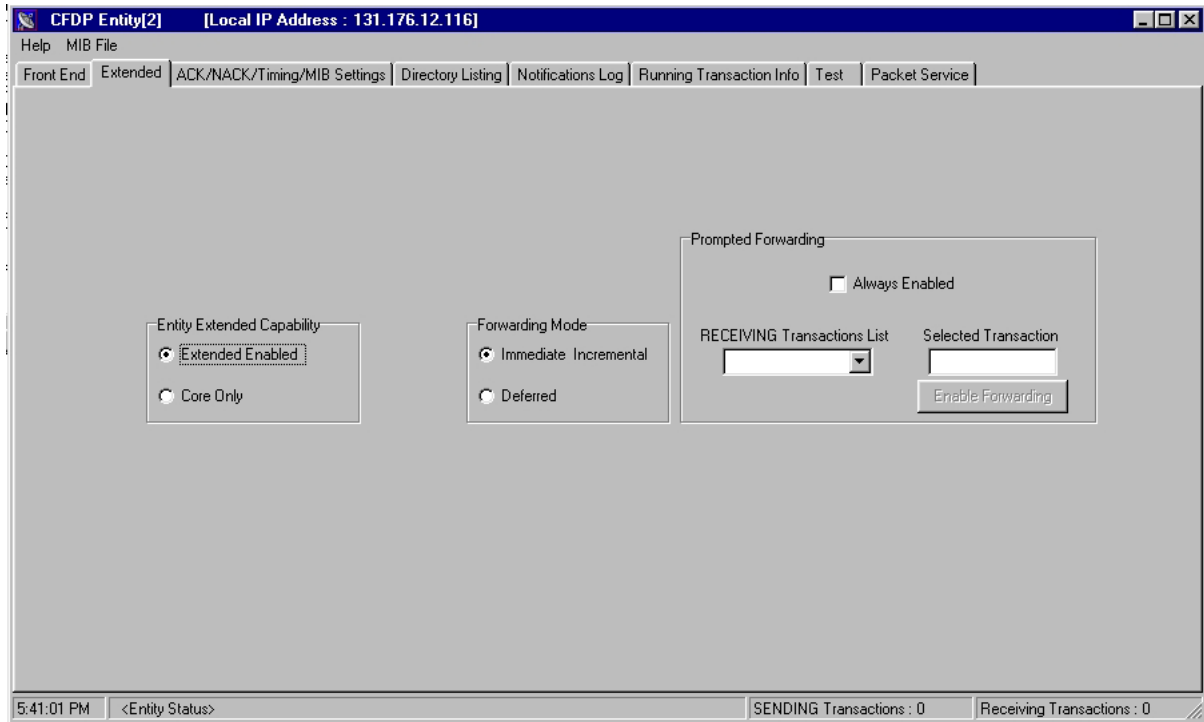 CFDP Entity[2] [Local IP Address : 131.176.12.116]
Help MIB File
Front End Extended ACK/NACK/Timing/MIB Settings Directory Listing Notifications Log Running Transaction Info Test Packet Service
Prompted Forwarding
Always Enabled
Entity Extended Capability
Extended Enabled
Core Only
Forwarding Mode
Immediate Incremental
Deferred
RECEIVING Transactions List
Selected Transaction
Enable Forwarding
5:41:01 PM <Entity Status> SENDING Transactions : 0 Receiving Transactions : 0